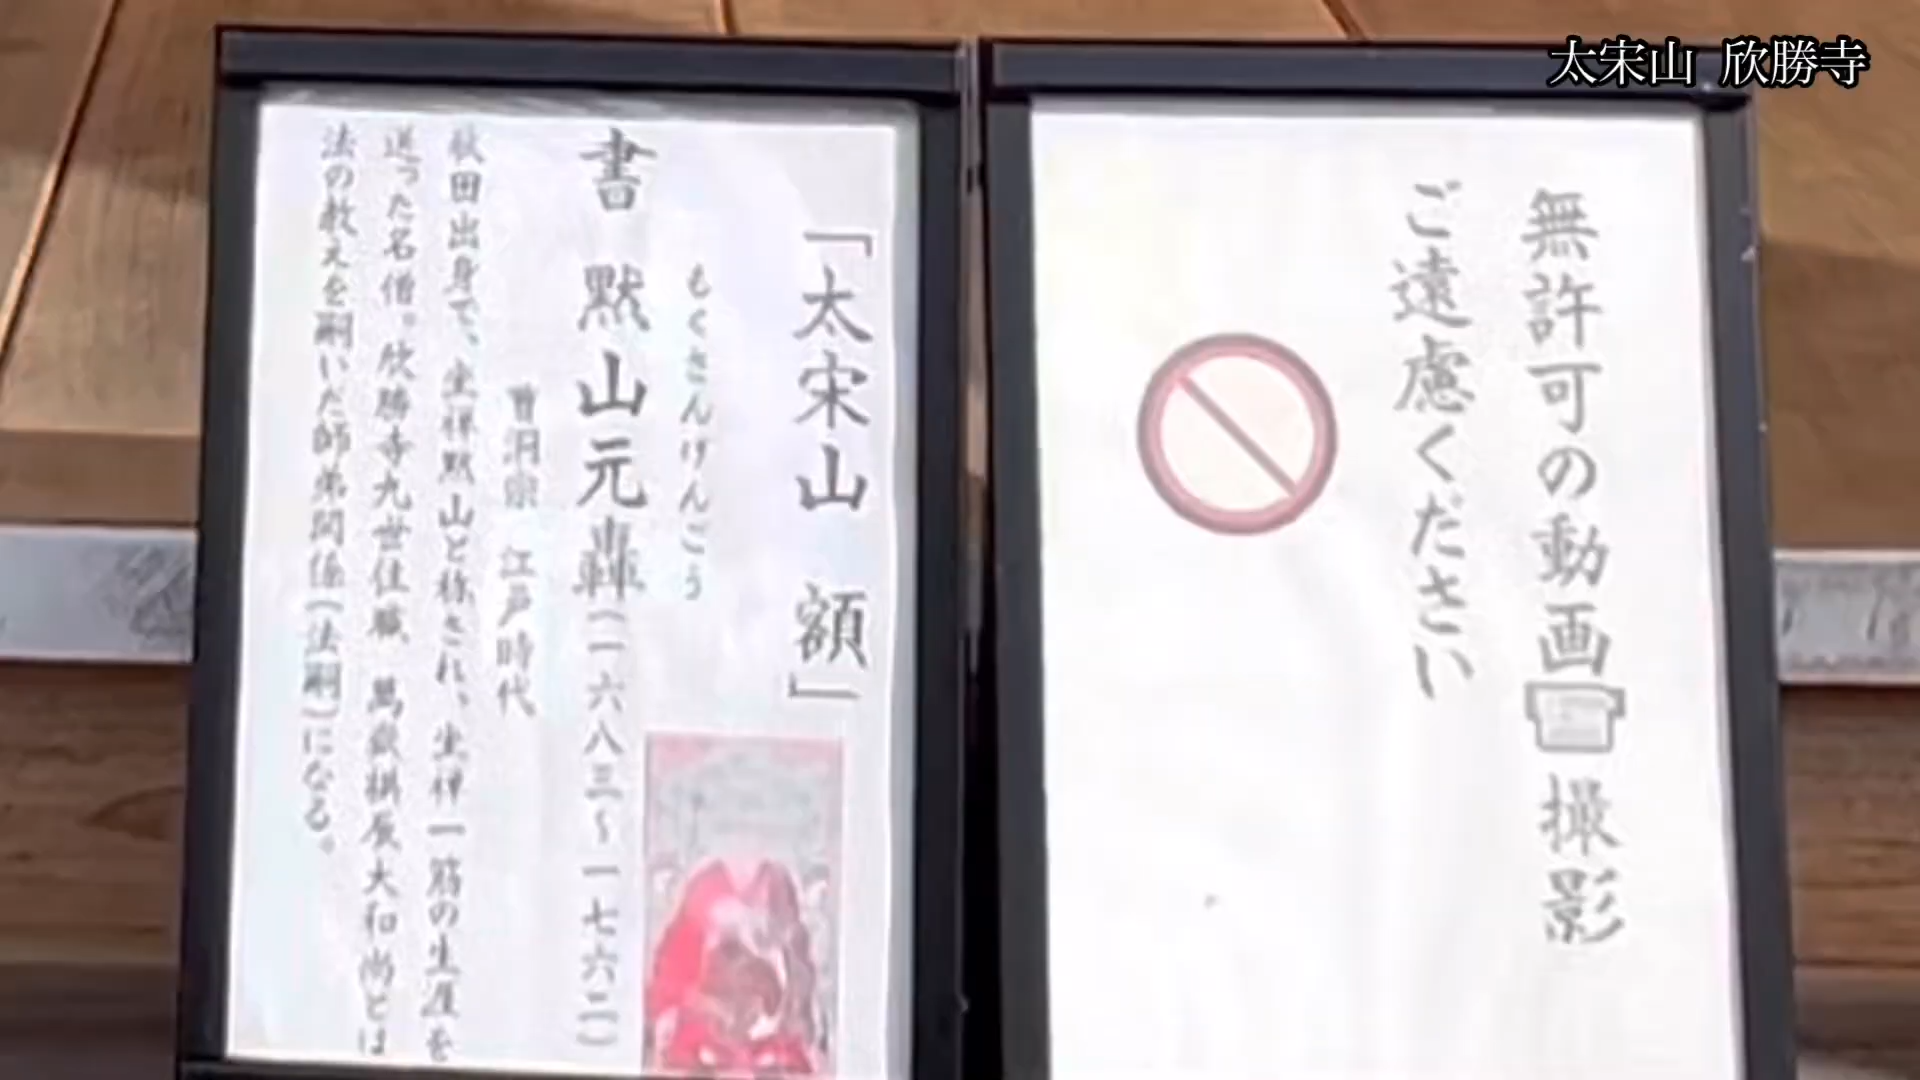 太宋山 欣勝寺
無許可の動画撮影
ご遠慮ください
「太宋山 額」
もくさんげんごう
書 黙山元轟(一六八三〜一七六二)
曹洞宗 江戸時代
秋田出身で、坐禅黙山と称され、坐禅一筋の生涯を
送った名僧。欣勝寺九世住職、萬嶽棋辰大和尚とは
法の教えを嗣いだ師弟関係(法嗣)になる。